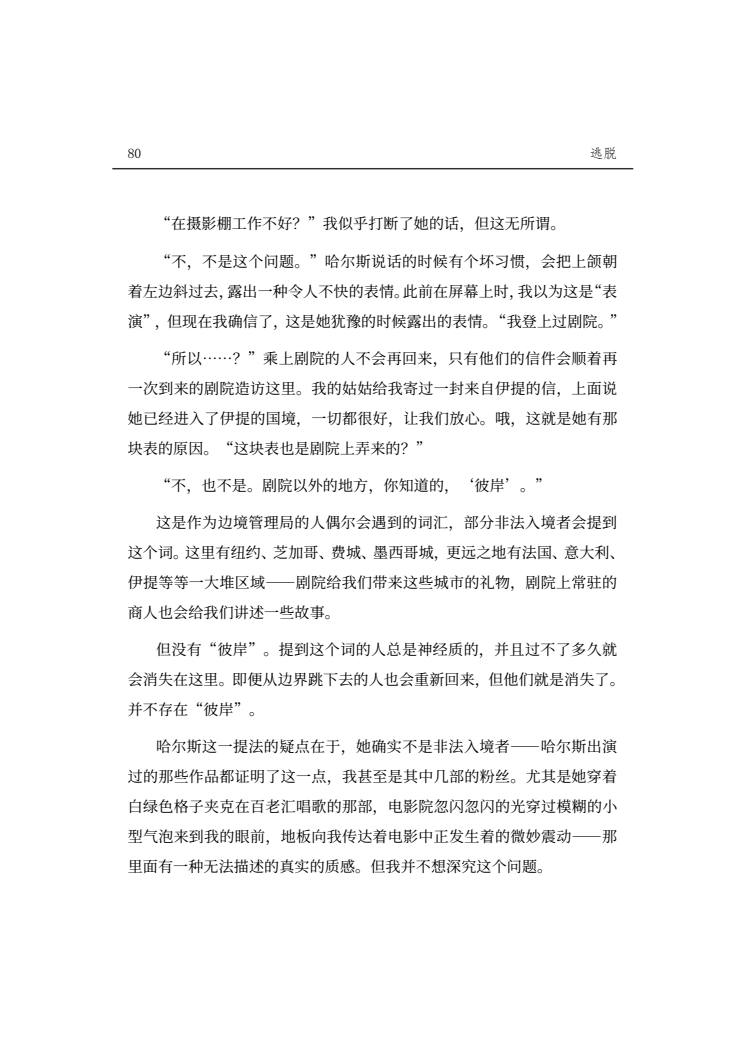 80 逃脱
“在摄影棚工作不好？”我似乎打断了她的话，但这无所谓。
“不，不是这个问题。”哈尔斯说话的时候有个坏习惯，会把上颌朝
着左边斜过去，露出一种令人不快的表情。此前在屏幕上时，我以为这是“表
演”，但现在我确信了，这是她犹豫的时候露出的表情。“我登上过剧院。”
“所以……？”乘上剧院的人不会再回来，只有他们的信件会顺着再
一次到来的剧院造访这里。我的姑姑给我寄过一封来自伊提的信，上面说
她已经进入了伊提的国境，一切都很好，让我们放心。哦，这就是她有那
块表的原因。“这块表也是剧院上弄来的？”
“不，也不是。剧院以外的地方，你知道的，‘彼岸’。”
这是作为边境管理局的人偶尔会遇到的词汇，部分非法入境者会提到
这个词。这里有纽约、芝加哥、费城、墨西哥城，更远之地有法国、意大利、
伊提等等一大堆区域——剧院给我们带来这些城市的礼物，剧院上常驻的
商人也会给我们讲述一些故事。
但没有“彼岸”。提到这个词的人总是神经质的，并且过不了多久就
会消失在这里。即便从边界跳下去的人也会重新回来，但他们就是消失了。
并不存在“彼岸”。
哈尔斯这一提法的疑点在于，她确实不是非法入境者——哈尔斯出演
过的那些作品都证明了这一点，我甚至是其中几部的粉丝。尤其是她穿着
白绿色格子夹克在百老汇唱歌的那部，电影院忽闪忽闪的光穿过模糊的小
型气泡来到我的眼前，地板向我传达着电影中正发生着的微妙震动——那
里面有一种无法描述的真实的质感。但我并不想深究这个问题。